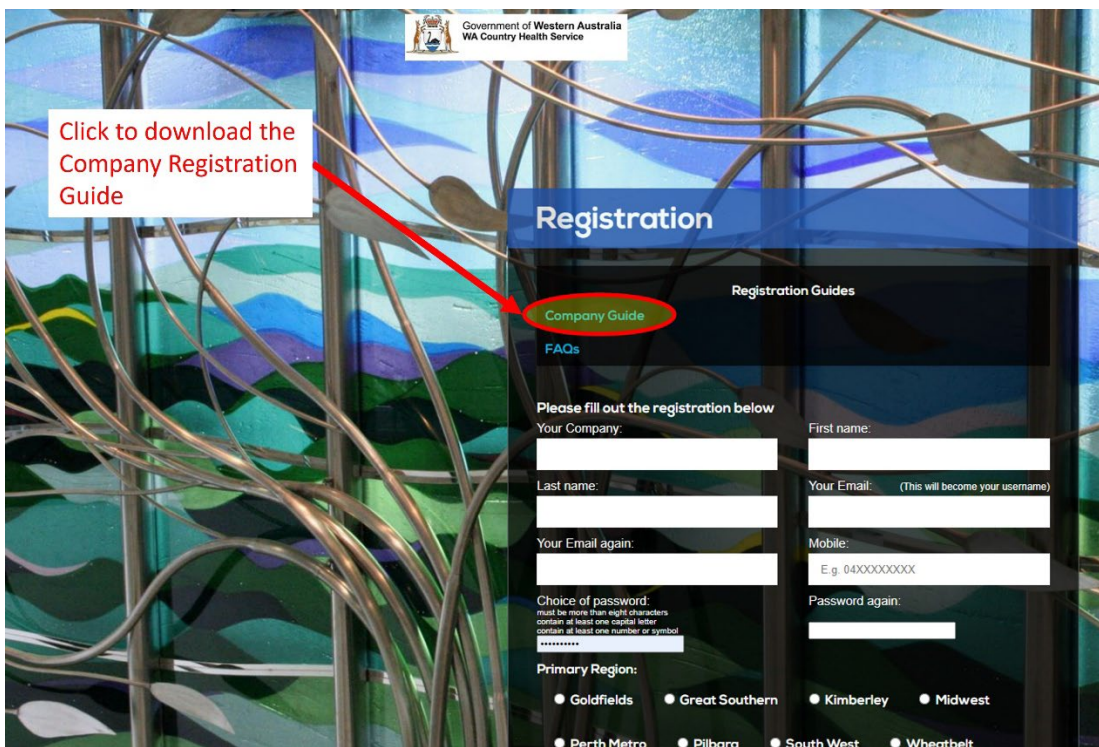 Government of Western Australia
WA Country Health Service
Click to download the
Company Registration
Guide
Registration
Registration Guides
Company Guide
FAQs
Please fill out the registration below
Your Company:
First name:
Last name:
Your Email: (This will become your username)
Your Email again:
Mobile:
E.g. 04XXXXXXXX
Choice of password:
must be more than eight characters
contain at least one capital letter
contain at least one number or symbol
Password again:
••••••••••
Primary Region:
Goldfields Great Southern Kimberley Midwest
Perth Metro Pilbara South West Wheatbelt